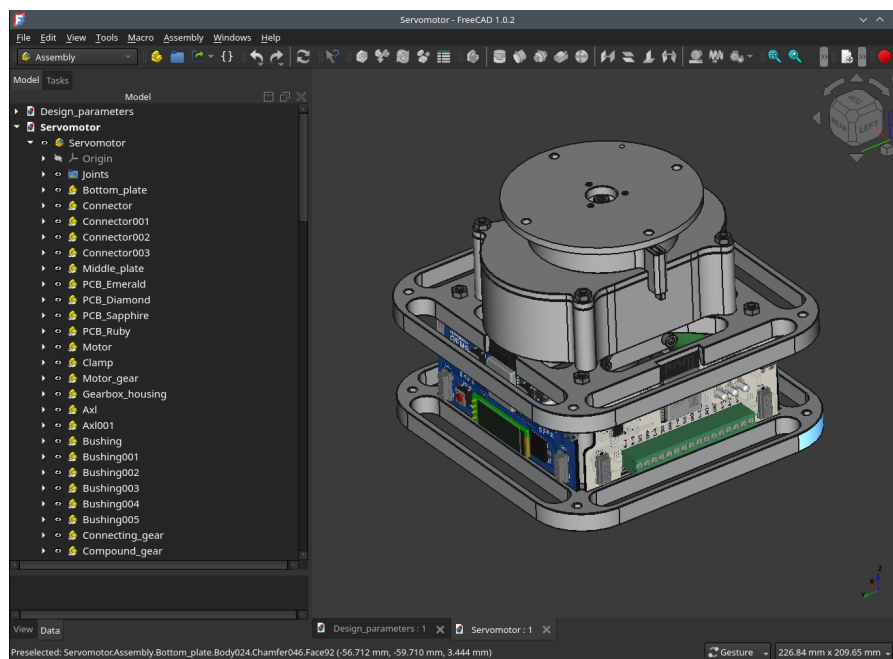 Servomotor - FreeCAD 1.0.2
File Edit View Tools Macro Assembly Windows Help
Assembly
Model Tasks
Model
Design_parameters
Servomotor
Servomotor
Origin
Joints
Bottom_plate
Connector
Connector001
Connector002
Connector003
Middle_plate
PCB_Emerald
PCB_Diamond
PCB_Sapphire
PCB_Ruby
Motor
Clamp
Motor_gear
Gearbox_housing
Axl
Axl001
Bushing
Bushing001
Bushing002
Bushing003
Bushing004
Bushing005
Connecting_gear
Compound_gear
TOP
REAR LEFT
Z
X
Y
View Data
Design_parameters : 1
Servomotor : 1
Preselected: Servomotor.Assembly.Bottom_plate.Body024.Chamfer046.Face92 (-56.712 mm, -59.710 mm, 3.444 mm)
Gesture
226.84 mm x 209.65 mm